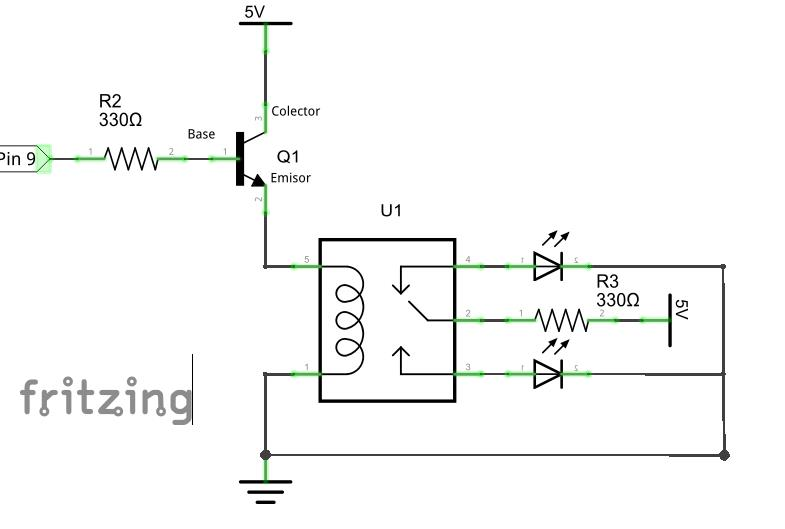 5V
R2
330Ω
3
Colector
Base
Pin 9
1
2
1
Q1
Emisor
2
U1
5
4
1
2
R3
330Ω
2
1
2
5V
1
3
1
2
fritzing